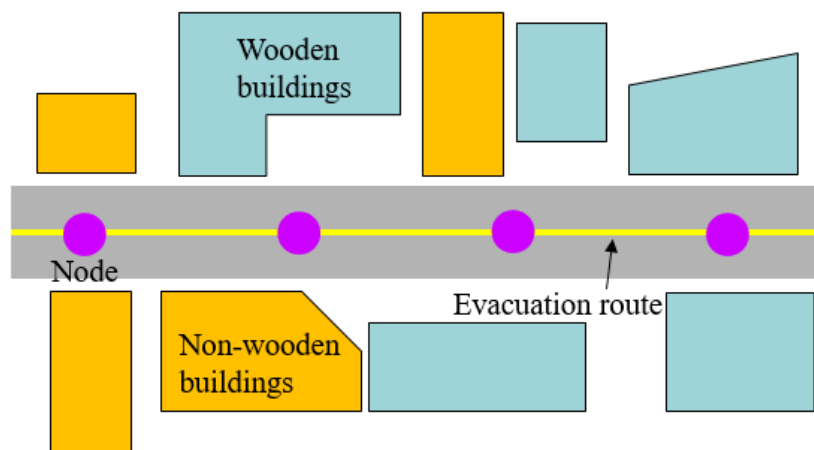 Wooden
buildings
Node
Evacuation route
Non-wooden
buildings